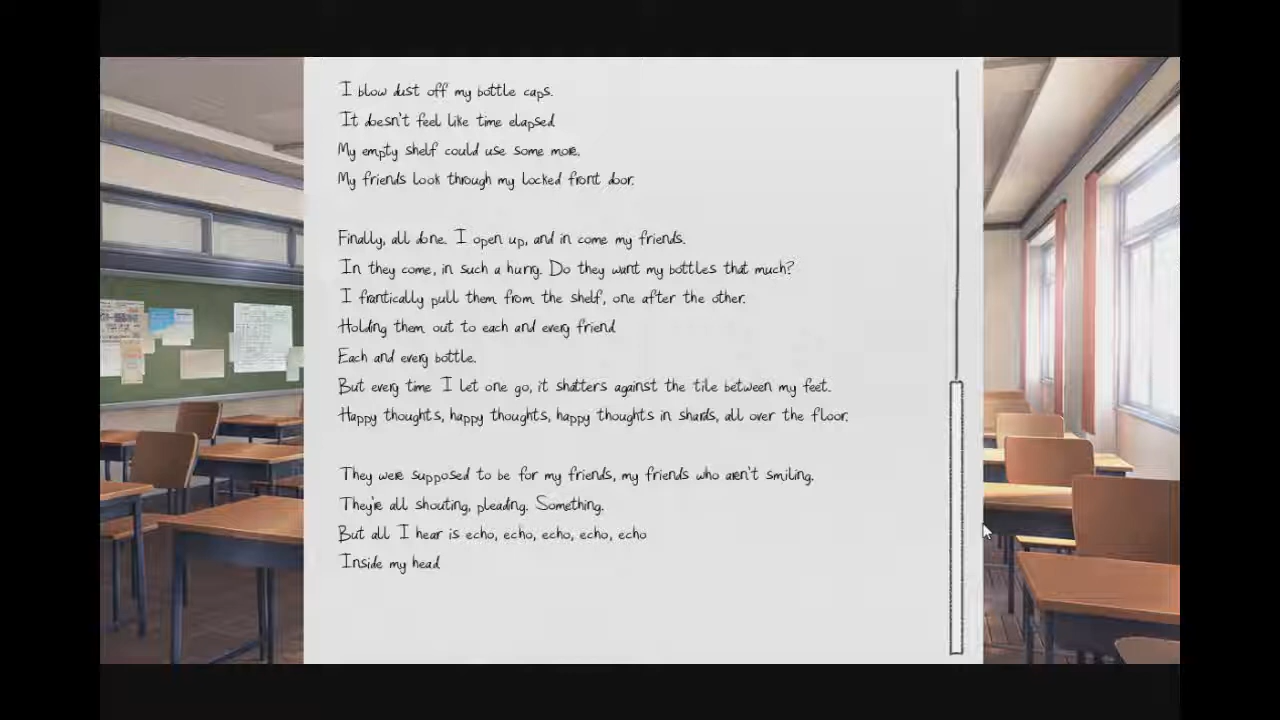 I blow dust off my bottle caps.
It doesn't feel like time elapsed
My empty shelf could use some more.
My friends look through my locked front door.
Finally, all done. I open up, and in come my friends.
In they come, in such a hurry. Do they want my bottles that much?
I frantically pull them from the shelf, one after the other.
Holding them out to each and every friend
Each and every bottle.
But every time I let one go, it shatters against the tile between my feet.
Happy thoughts, happy thoughts, happy thoughts in shards, all over the floor.
They were supposed to be for my friends, my friends who aren't smiling.
They're all shouting, pleading. Something.
But all I hear is echo, echo, echo, echo, echo
Inside my head